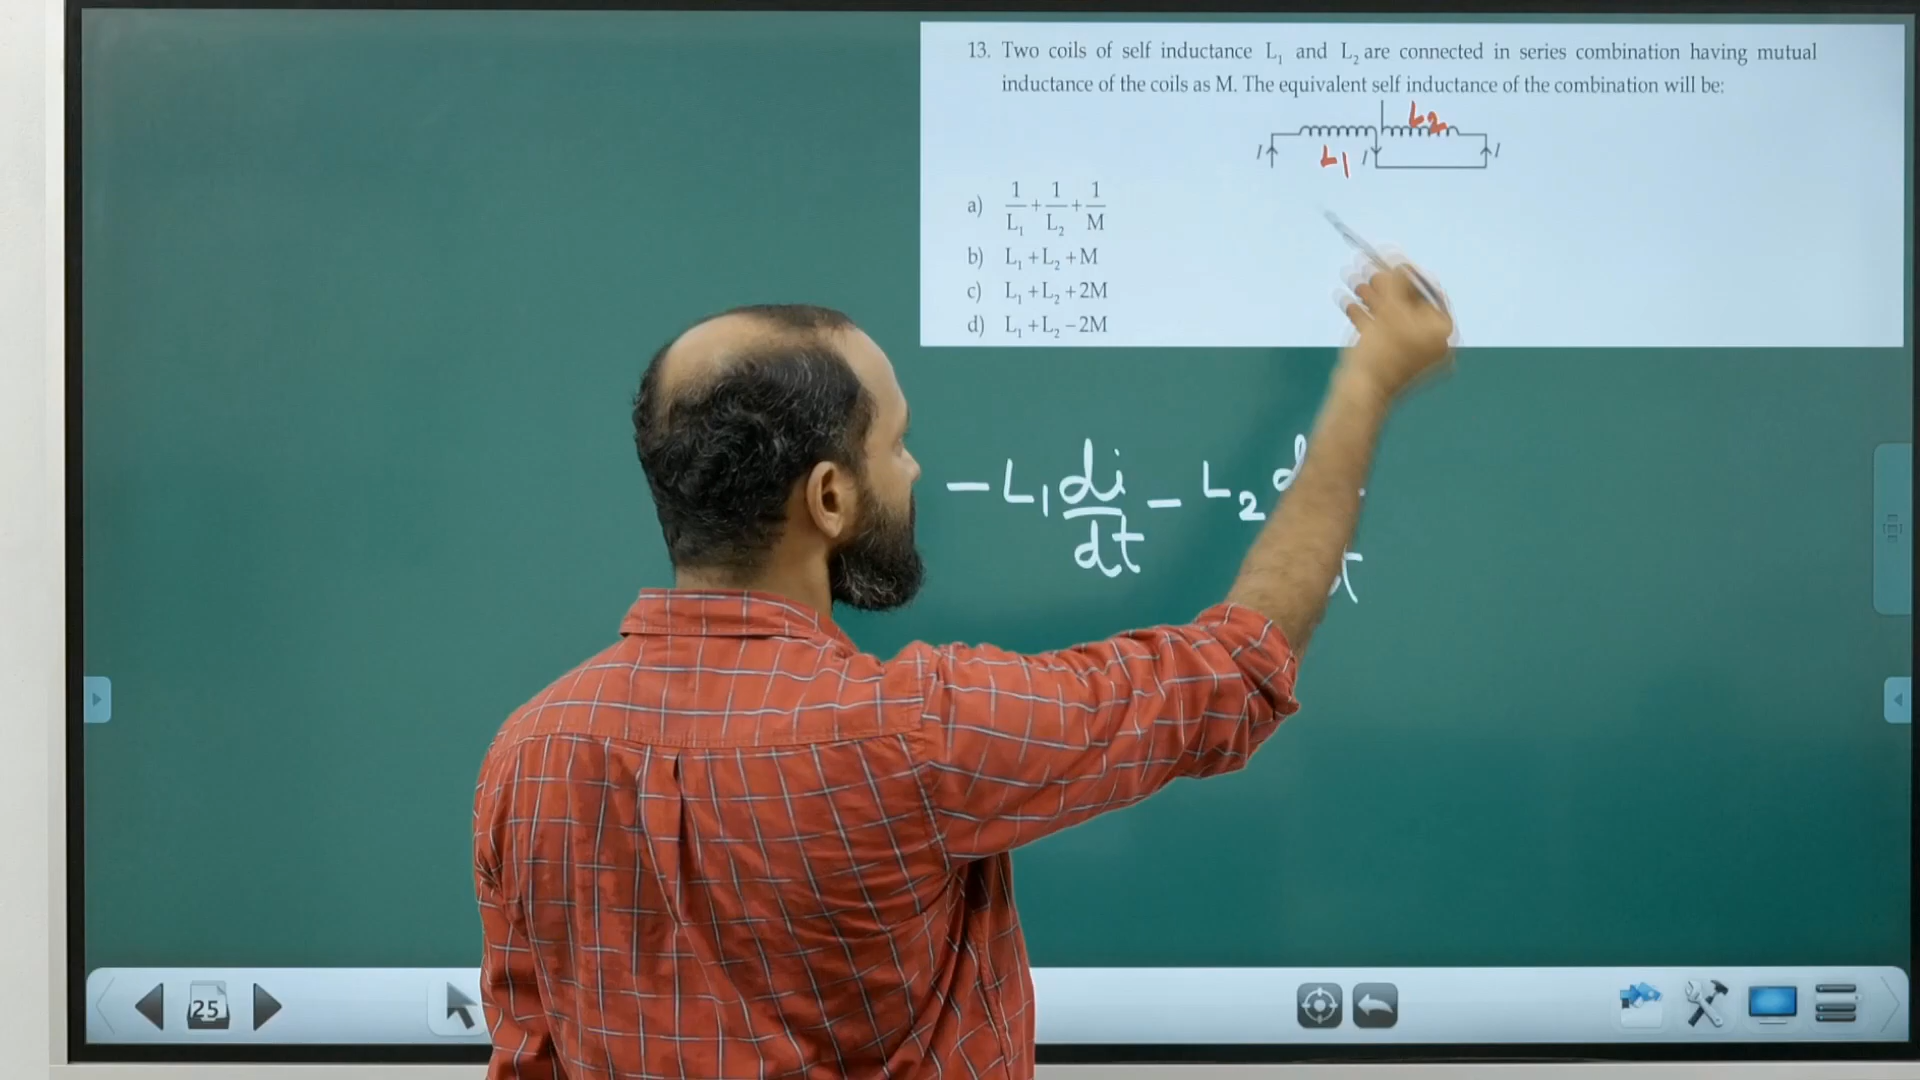 13. Two coils of self inductance L₁ and L₂ are connected in series combination having mutual
inductance of the coils as M. The equivalent self inductance of the combination will be:
L2
I L1 I I
a) 1/L₁ + 1/L₂ + 1/M
b) L₁ + L₂ + M
c) L₁ + L₂ + 2M
d) L₁ + L₂ − 2M
− L1 di/dt − L2
25